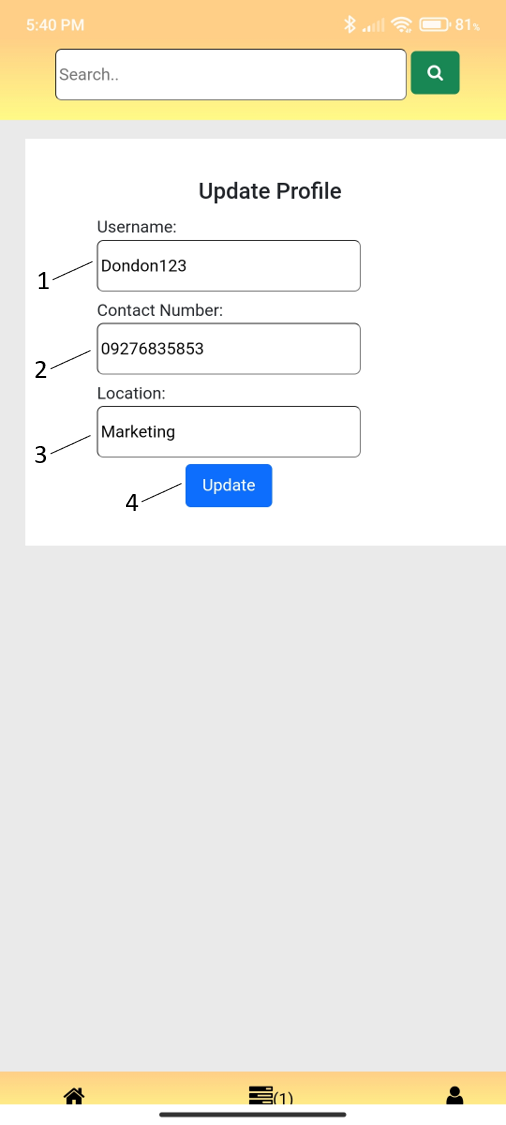 5:40 PM 81%
Search..
Update Profile
Username:
1 Dondon123
Contact Number:
2 09276835853
Location:
3 Marketing
4 Update
(1)